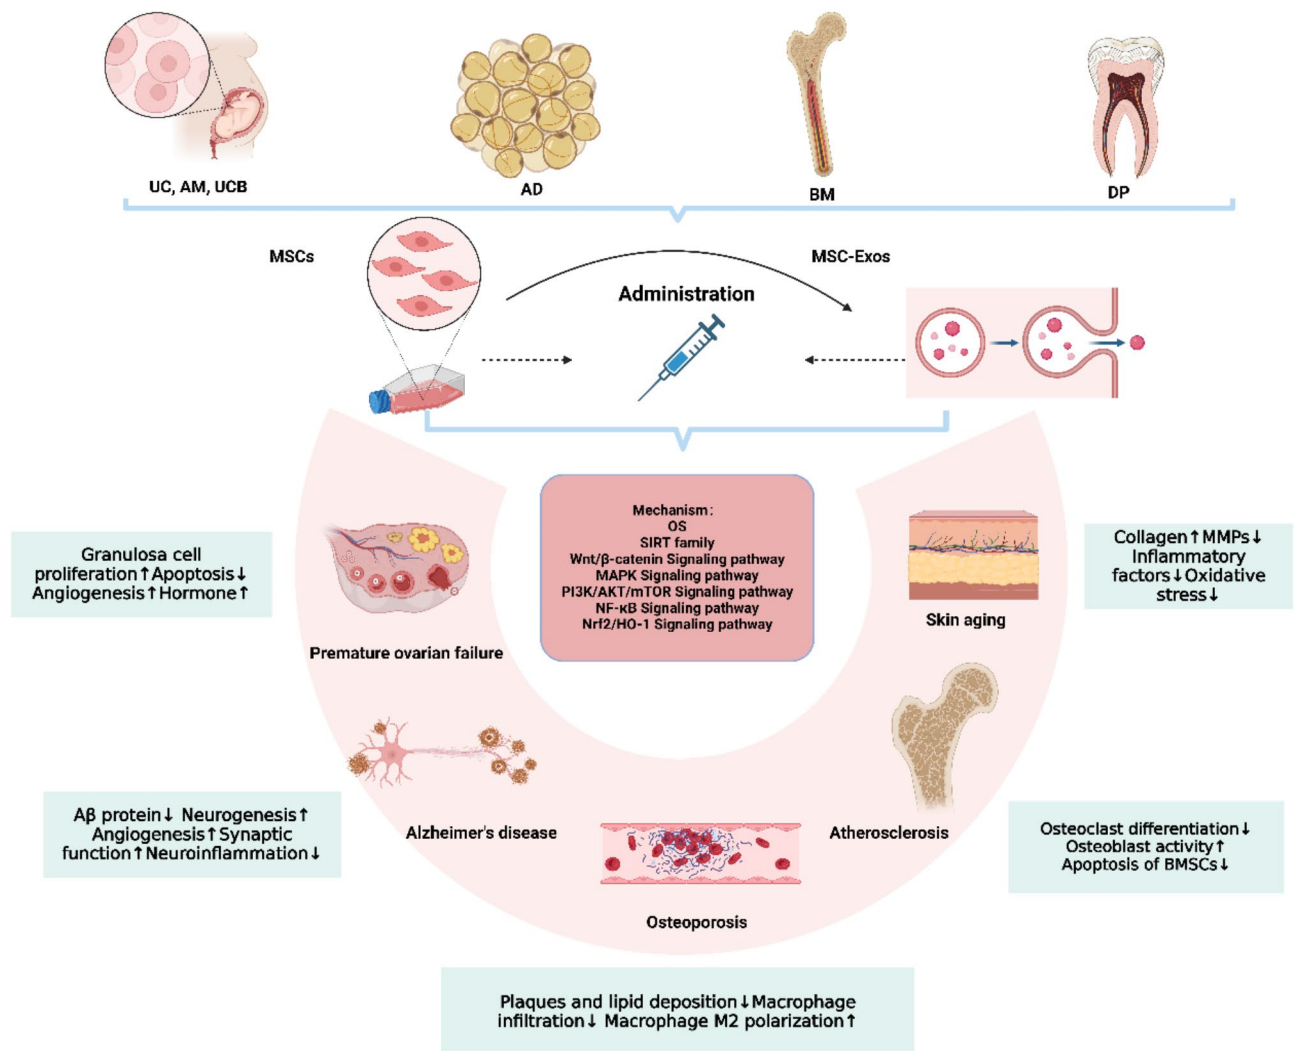 UC, AM, UCB
AD
BM
DP
MSCs
MSC-Exos
Administration
Mechanism:
OS
SIRT family
Wnt/β-catenin Signaling pathway
MAPK Signaling pathway
PI3K/AKT/mTOR Signaling pathway
NF-κB Signaling pathway
Nrf2/HO-1 Signaling pathway
Granulosa cell
proliferation↑Apoptosis↓
Angiogenesis↑Hormone↑
Premature ovarian failure
Skin aging
Collagen↑MMPs↓
Inflammatory
factors↓Oxidative
stress↓
Aβ protein↓ Neurogenesis↑
Angiogenesis↑Synaptic
function↑Neuroinflammation↓
Alzheimer's disease
Atherosclerosis
Osteoclast differentiation↓
Osteoblast activity↑
Apoptosis of BMSCs↓
Osteoporosis
Plaques and lipid deposition↓Macrophage
infiltration↓ Macrophage M2 polarization↑